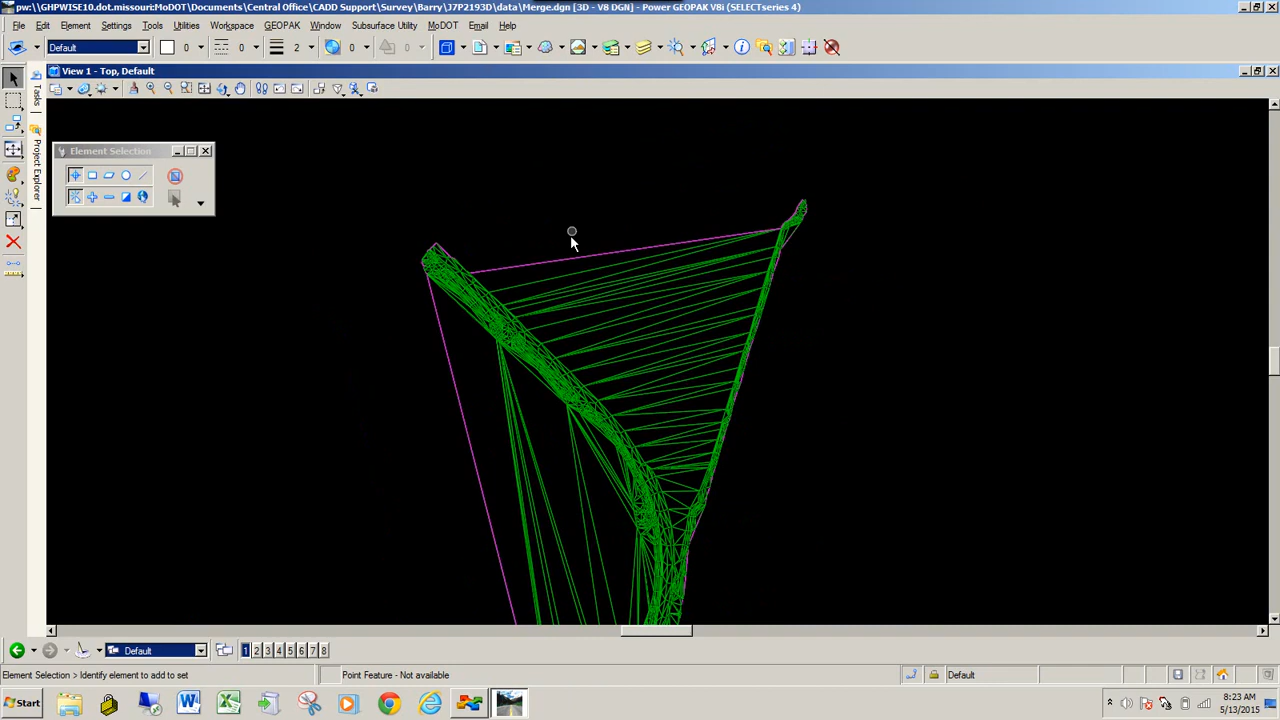 pw:\\GHPWISE10.dot.missouri:MoDOT\Documents\Central Office\CADD Support\Survey\Barry\J7P2193D\data\Merge.dgn [3D - V8 DGN] - Power GEOPAK V8i (SELECTseries 4)
File Edit Element Settings Tools Utilities Workspace GEOPAK Window Subsurface Utility MoDOT Email Help
Default 0 0 2 0 0
View 1 - Top, Default
Tasks
Project Explorer
Element Selection
Default 1 2 3 4 5 6 7 8
Element Selection > Identify element to add to set Point Feature - Not available Default
Start 8:23 AM
5/13/2015